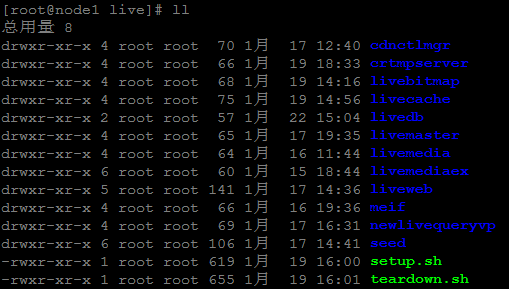 [root@node1 live]# ll
总用量 8
drwxr-xr-x 4 root root  70 1月  17 12:40 cdnctlmgr
drwxr-xr-x 4 root root  66 1月  19 18:33 crtmpserver
drwxr-xr-x 4 root root  68 1月  19 14:16 livebitmap
drwxr-xr-x 4 root root  75 1月  19 14:56 livecache
drwxr-xr-x 2 root root  57 1月  22 15:04 livedb
drwxr-xr-x 4 root root  65 1月  17 19:35 livemaster
drwxr-xr-x 4 root root  64 1月  16 11:44 livemedia
drwxr-xr-x 6 root root  60 1月  15 18:44 livemediaex
drwxr-xr-x 5 root root 141 1月  17 14:36 liveweb
drwxr-xr-x 4 root root  66 1月  16 19:36 meif
drwxr-xr-x 4 root root  69 1月  17 16:31 newlivequeryvp
drwxr-xr-x 6 root root 106 1月  17 14:41 seed
-rwxr-xr-x 1 root root 619 1月  19 16:00 setup.sh
-rwxr-xr-x 1 root root 655 1月  19 16:01 teardown.sh